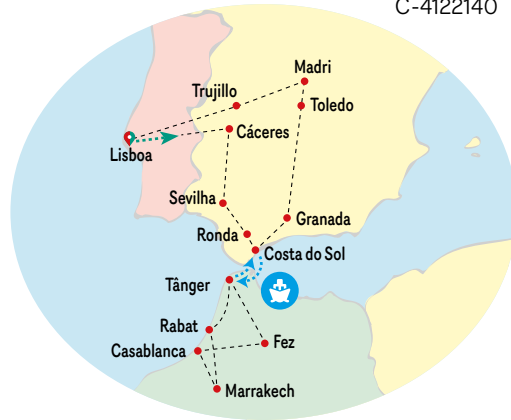 C-4122140
Madri
Trujillo
Toledo
Cáceres
Lisboa
Sevilha
Granada
Ronda
Costa do Sol
Tânger
Rabat
Fez
Casablanca
Marrakech